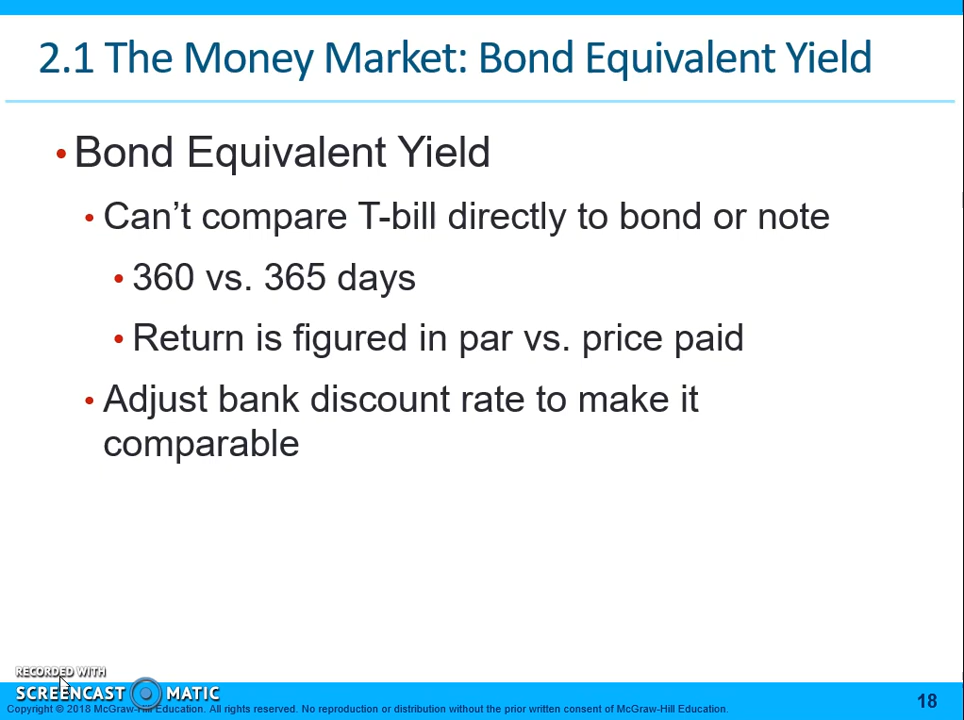 2.1 The Money Market: Bond Equivalent Yield
• Bond Equivalent Yield
• Can’t compare T-bill directly to bond or note
• 360 vs. 365 days
• Return is figured in par vs. price paid
• Adjust bank discount rate to make it
comparable
RECORDED WITH
SCREENCAST MATIC
Copyright © 2018 McGraw-Hill Education. All rights reserved. No reproduction or distribution without the prior written consent of McGraw-Hill Education.
18